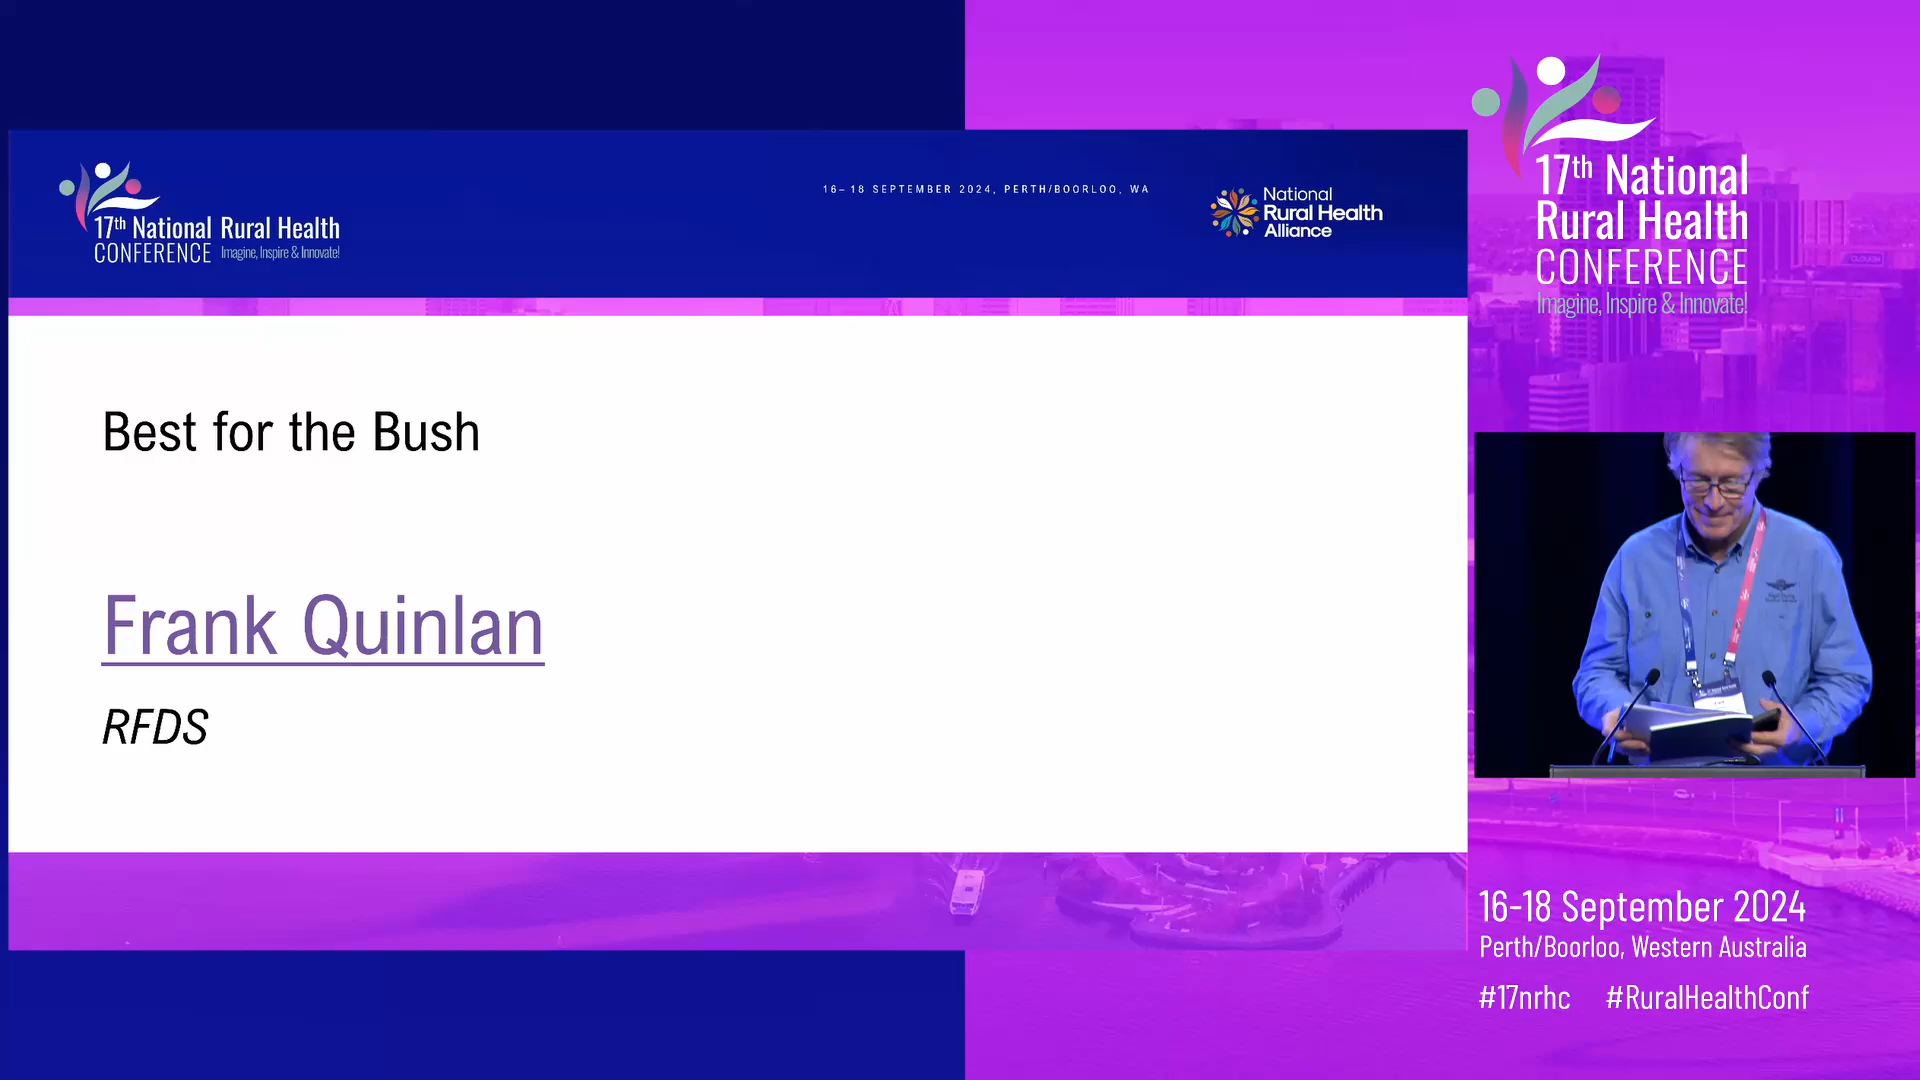 17th National Rural Health
CONFERENCE Imagine, Inspire & Innovate!
16– 18 SEPTEMBER 2024, PERTH/BOORLOO, WA
National
Rural Health
Alliance
Best for the Bush
Frank Quinlan
RFDS
17th National
Rural Health
CONFERENCE
Imagine, Inspire & Innovate!
CLOUGH
16-18 September 2024
Perth/Boorloo, Western Australia
#17nrhc #RuralHealthConf